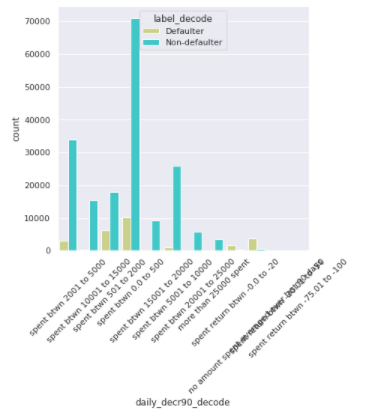 label_decode
Defaulter
Non-defaulter
70000
60000
50000
40000
30000
20000
10000
0
count
spent btwn 2001 to 5000
spent btwn 10001 to 15000
spent btwn 501 to 2000
spent btwn 0.0 to 500
spent btwn 15001 to 20000
spent btwn 5001 to 10000
spent btwn 20001 to 25000
more than 25000 spent
spent return btwn -0.0 to -20
no amount spent
spent return btwn -75.01 to -100
daily_decr90_decode